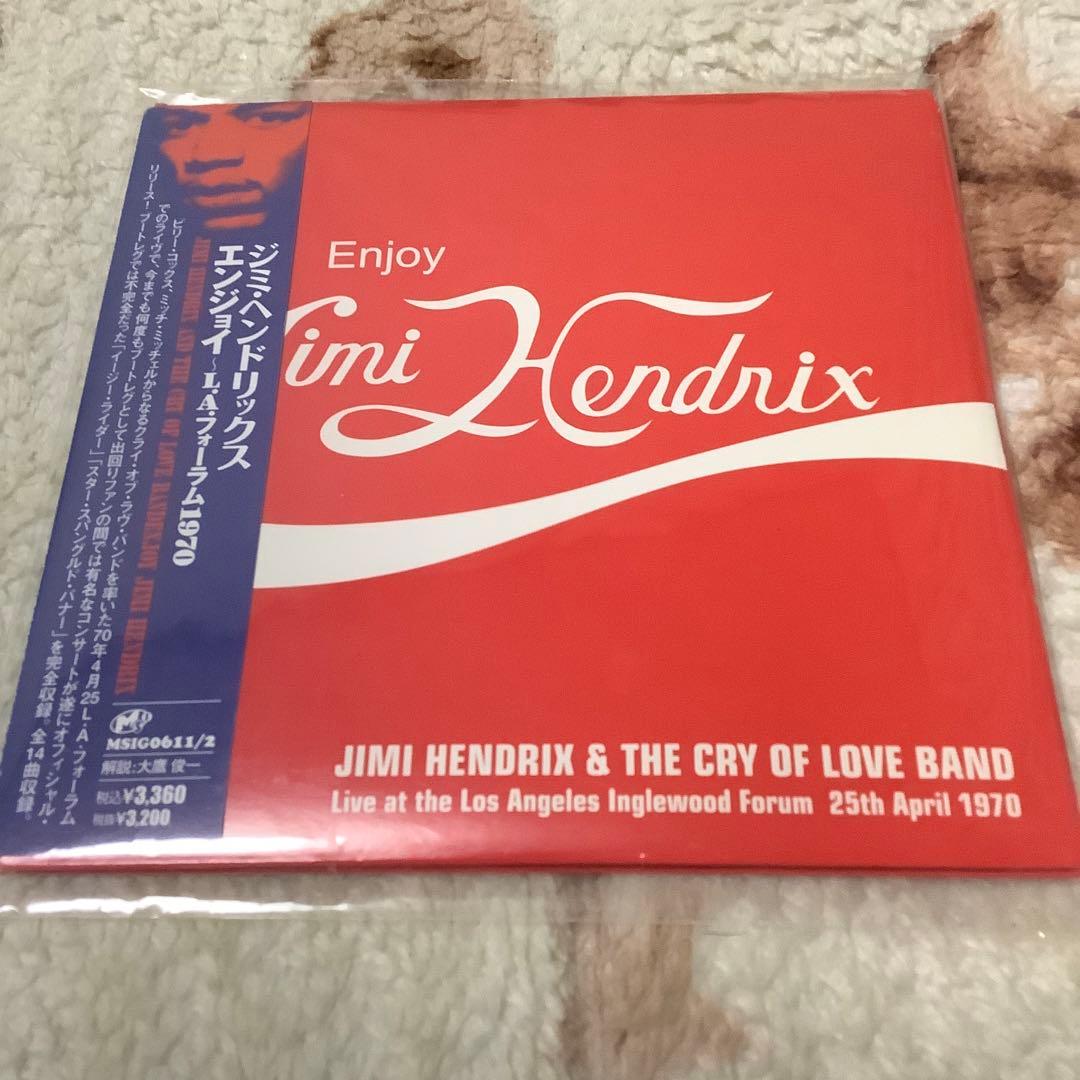 Enjoy
Jimi Hendrix
JIMI HENDRIX & THE CRY OF LOVE BAND
Live at the Los Angeles Inglewood Forum 25th April 1970
ジミ・ヘンドリックス
エンジョイ~L.A.フォーラム1970
JIMI HENDRIX AND THE CRY OF LOVE BAND ENJOY JIMI HENDRIX
ビリー・コックス、ミッチ・ミッチェルからなるクライ・オブ・ラヴ・バンドを率いた70年4月25L.A.フォーラム
でのライヴで、今までも何度もブートレグとして出回りファンの間では有名なコンサートが遂にオフィシャル・
リリース!ブートレグでは不完全だった「イージー・ライダー」「スター・スパングルド・バナー」を完全収録。全14曲収録。
MSIG0611/2
解説:大鷹 俊一
税込¥3,360
税抜¥3,200